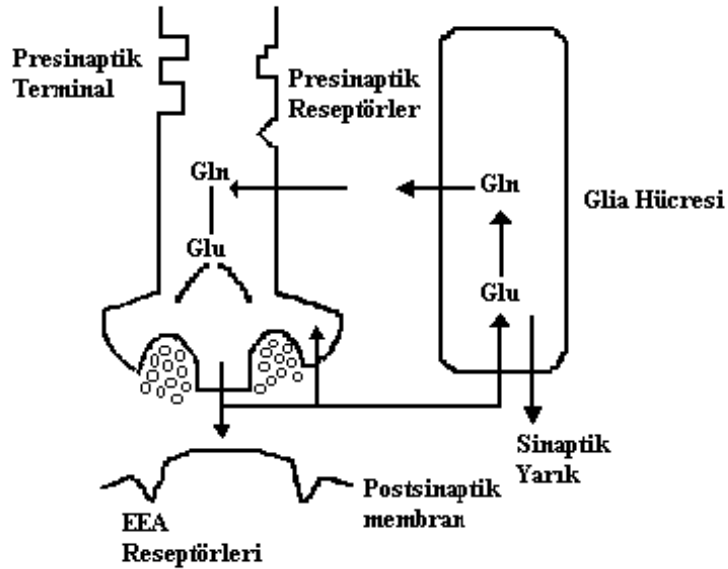 Presinaptik
Terminal
Presinaptik
Reseptörler
Gln
Gln
Glia Hücresi
Glu
Glu
Sinaptik
Yarık
Postsinaptik
membran
EEA
Reseptörleri